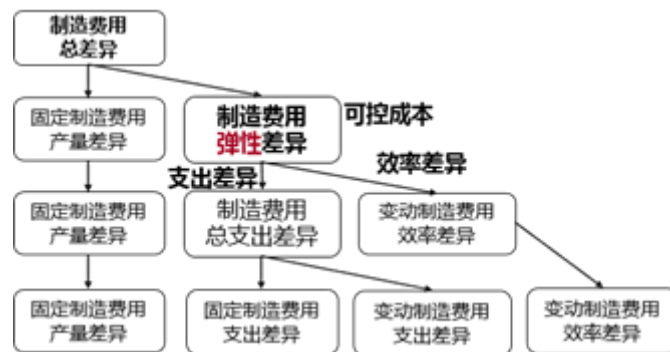 制造费用
总差异
固定制造费用
产量差异
制造费用
弹性差异
可控成本
支出差异
效率差异
固定制造费用
产量差异
制造费用
总支出差异
变动制造费用
效率差异
固定制造费用
产量差异
固定制造费用
支出差异
变动制造费用
支出差异
变动制造费用
效率差异